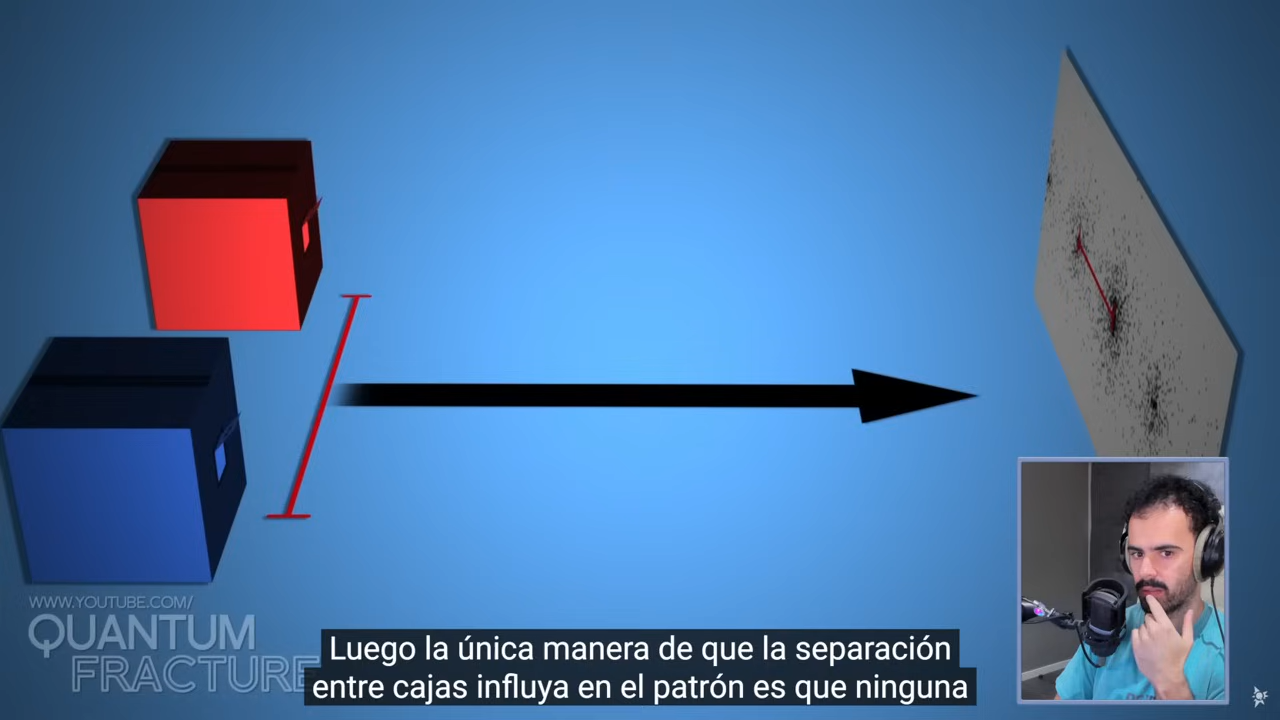 WWW.YOUTUBE.COM/
QUANTUM
FRACTURE
Luego la única manera de que la separación
entre cajas influya en el patrón es que ninguna